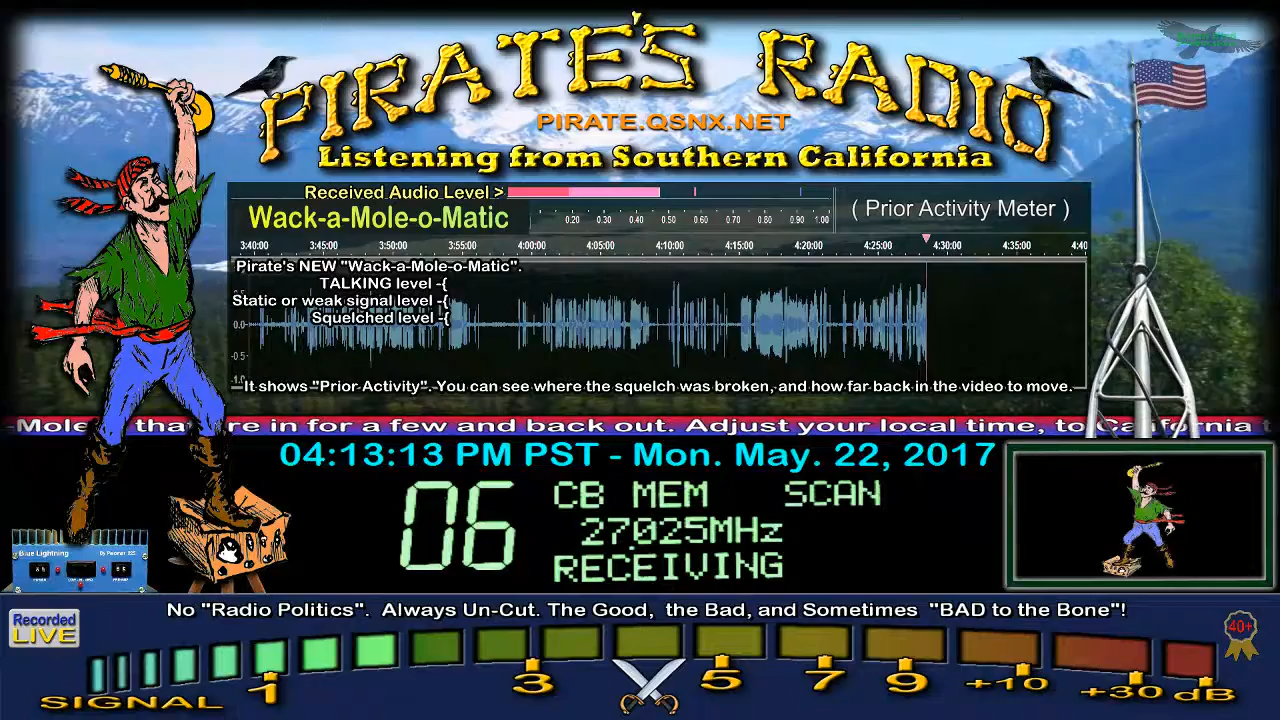 PIRATE'S RADIO
PIRATE.QSNX.NET
Listening from Southern California
Received Audio Level >
Wack-a-Mole-o-Matic
0.20 0.30 0.40 0.50 0.60 0.70 0.80 0.90 1.00
( Prior Activity Meter )
3:40:00 3:45:00 3:50:00 3:55:00 4:00:00 4:05:00 4:10:00 4:15:00 4:20:00 4:25:00 4:30:00 4:35:00 4:40
Pirate's NEW "Wack-a-Mole-o-Matic".
TALKING level -{
Static or weak signal level -{
Squelched level -{
0.0
-0.5
-1.0
It shows "Prior Activity". You can see where the squelch was broken, and how far back in the video to move.
in for a few and back out. Adjust your local time, to California
04:13:13 PM PST - Mon. May. 22, 2017
06
CB MEM SCAN
27.025MHz
RECEIVING
Blue Lightning
No "Radio Politics". Always Un-Cut. The Good, the Bad, and Sometimes "BAD to the Bone"!
Recorded
LIVE
40+
SIGNAL 1 3 5 7 9 +10 +30 dB